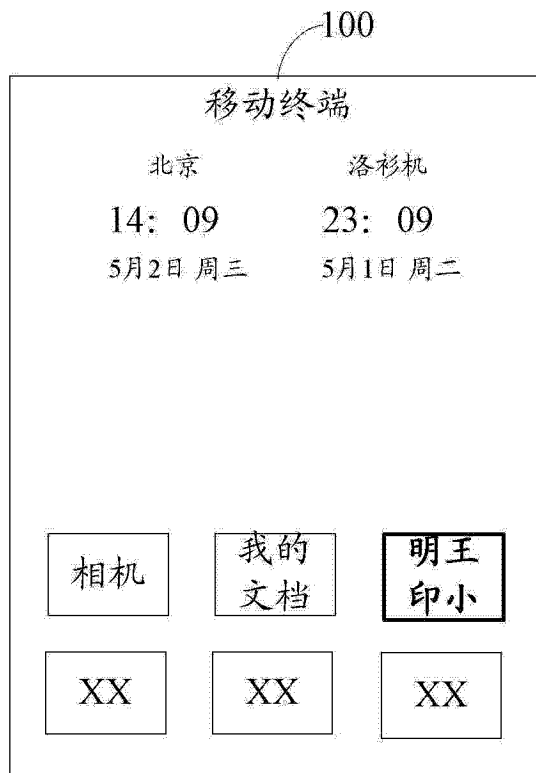 100
移动终端
北京 洛衫机
14: 09 23: 09
5月2日 周三 5月1日 周二
相机 我的文档 明王印小
XX XX XX